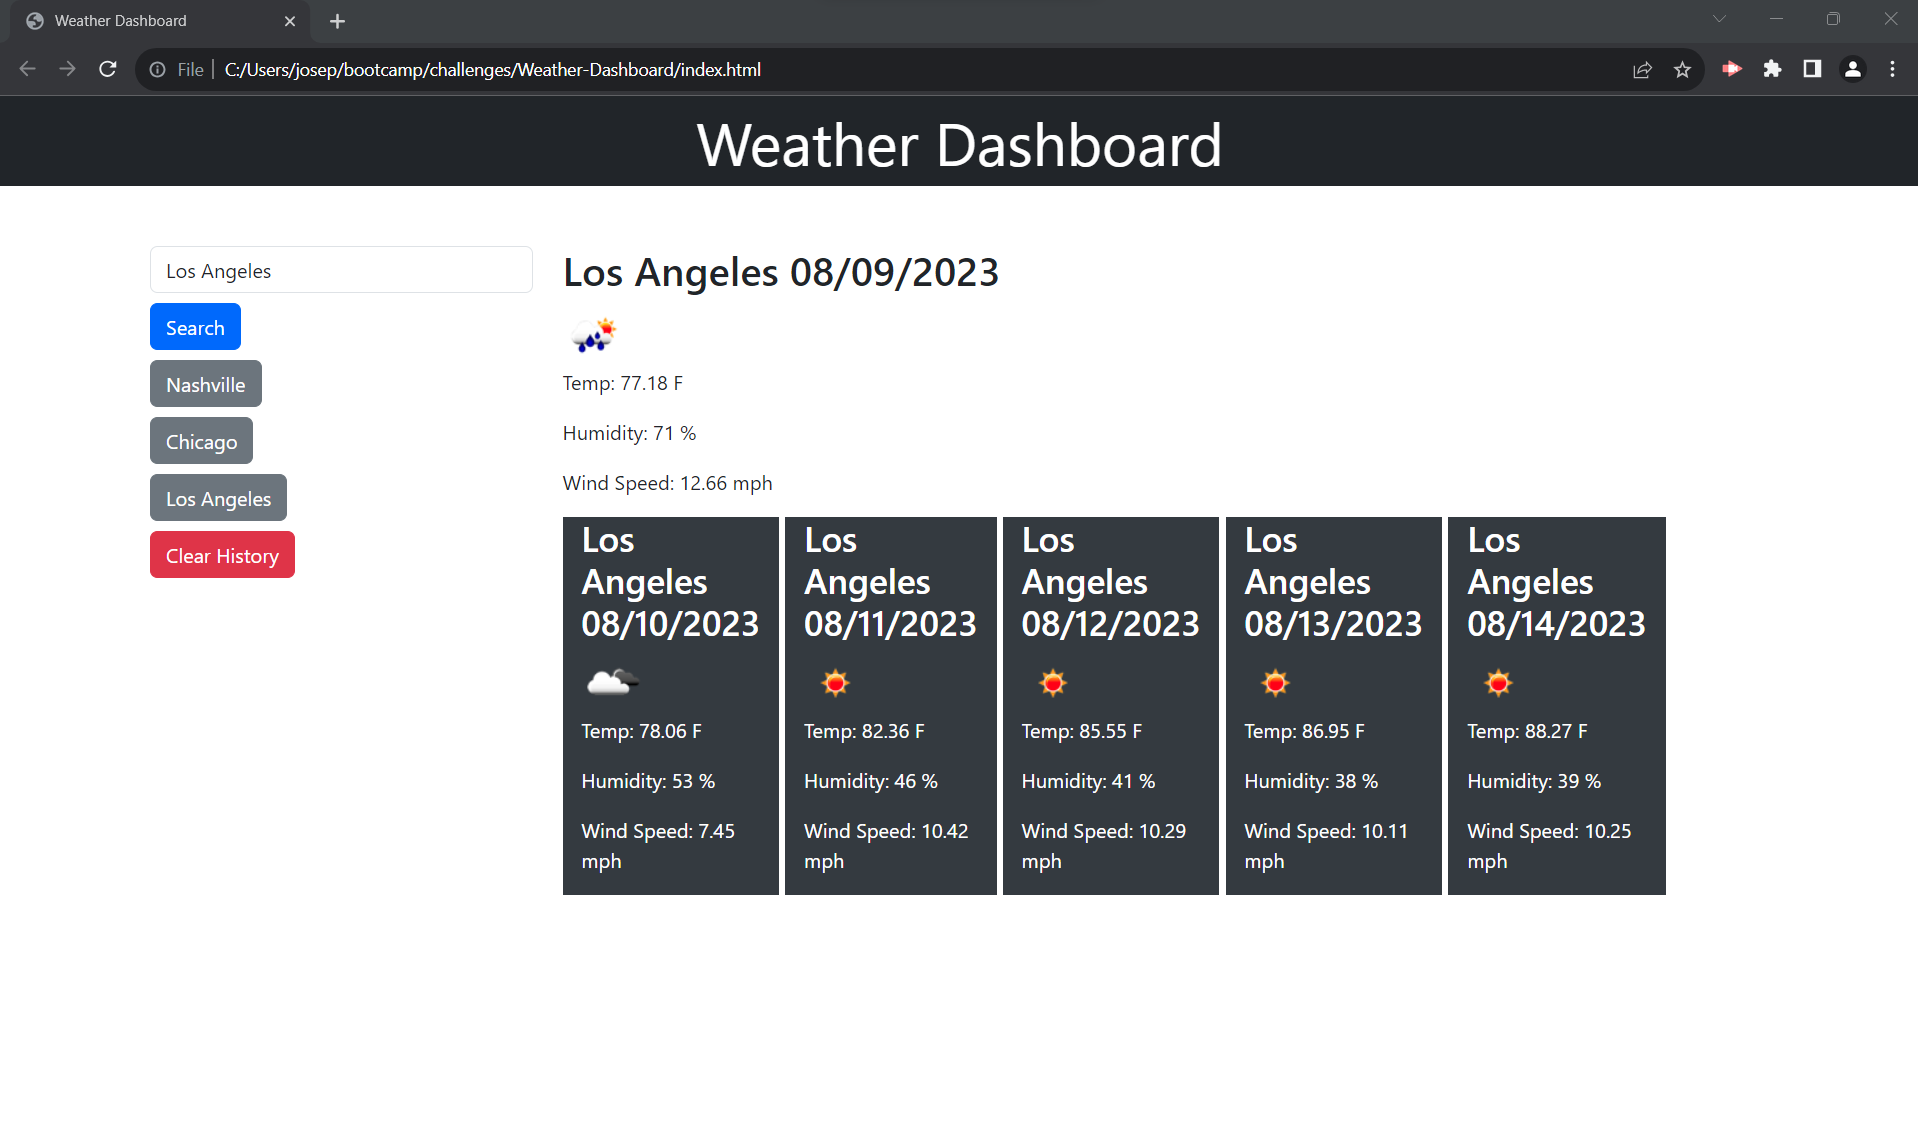 Weather Dashboard
File | C:/Users/josep/bootcamp/challenges/Weather-Dashboard/index.html
Weather Dashboard
Los Angeles
Search
Nashville
Chicago
Los Angeles
Clear History
Los Angeles 08/09/2023
Temp: 77.18 F
Humidity: 71 %
Wind Speed: 12.66 mph
Los
Angeles
08/10/2023
Temp: 78.06 F
Humidity: 53 %
Wind Speed: 7.45
mph
Los
Angeles
08/11/2023
Temp: 82.36 F
Humidity: 46 %
Wind Speed: 10.42
mph
Los
Angeles
08/12/2023
Temp: 85.55 F
Humidity: 41 %
Wind Speed: 10.29
mph
Los
Angeles
08/13/2023
Temp: 86.95 F
Humidity: 38 %
Wind Speed: 10.11
mph
Los
Angeles
08/14/2023
Temp: 88.27 F
Humidity: 39 %
Wind Speed: 10.25
mph